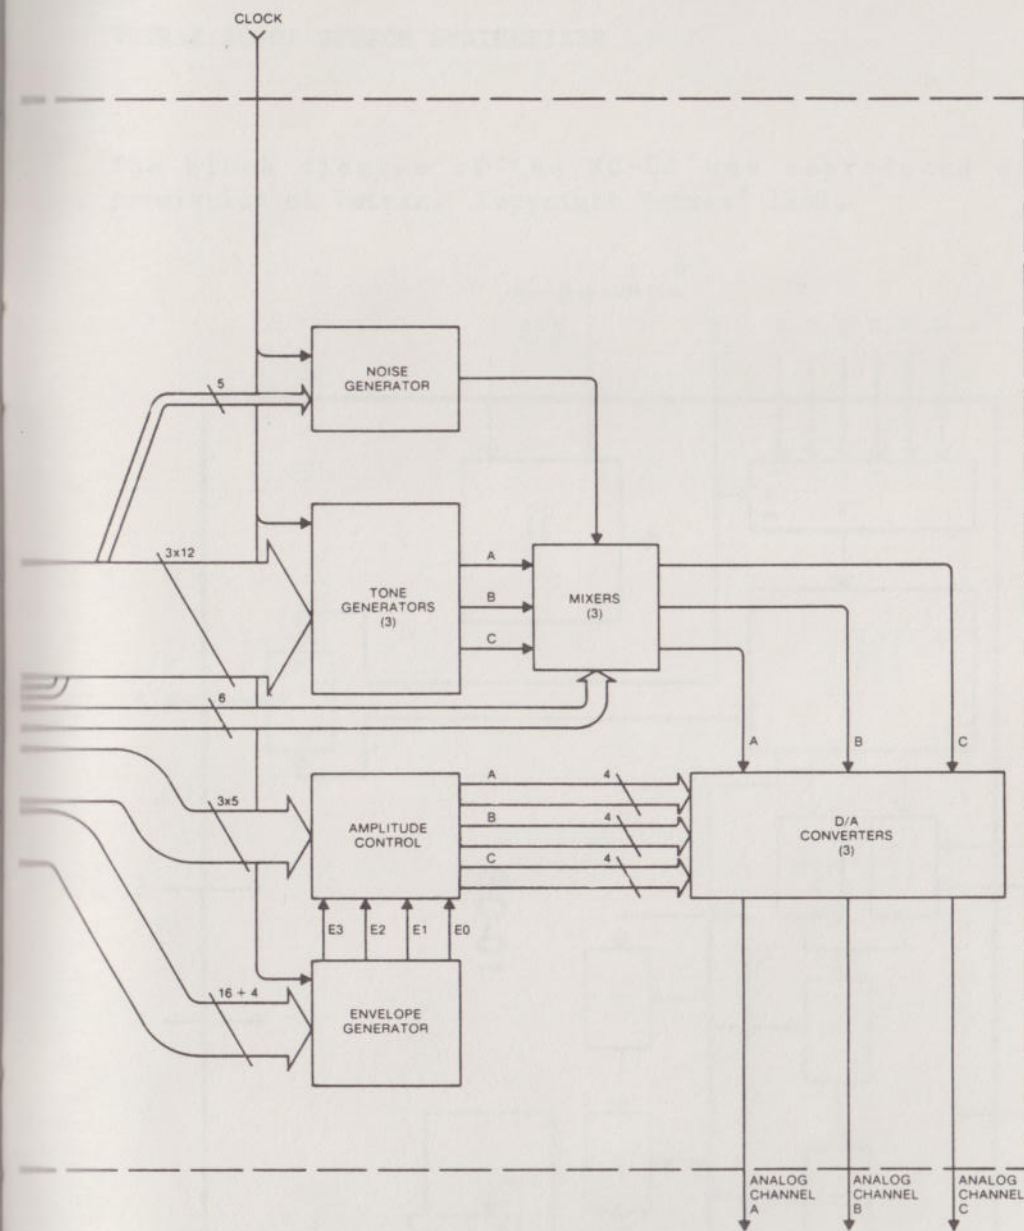 CLOCK
NOISE
GENERATOR
5
3x12
TONE
GENERATORS
(3)
A
B
C
MIXERS
(3)
6
A
B
C
3x5
AMPLITUDE
CONTROL
A
B
C
4
4
4
D/A
CONVERTERS
(3)
E3
E2
E1
E0
16 + 4
ENVELOPE
GENERATOR
ANALOG
CHANNEL
A
ANALOG
CHANNEL
B
ANALOG
CHANNEL
C